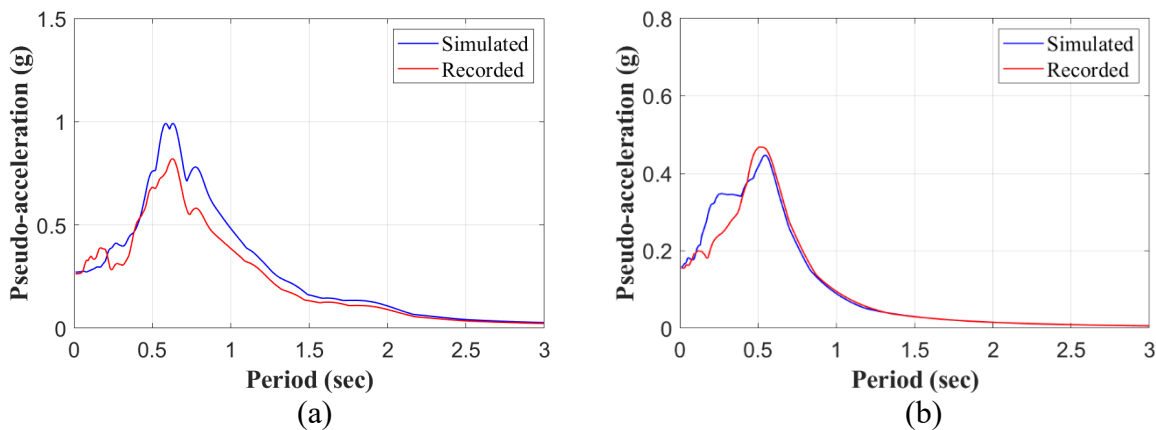 1.5
1
0.5
0
Pseudo-acceleration (g)
Simulated
Recorded
0 0.5 1 1.5 2 2.5 3
Period (sec)
(a)
0.8
0.6
0.4
0.2
0
Pseudo-acceleration (g)
Simulated
Recorded
0 0.5 1 1.5 2 2.5 3
Period (sec)
(b)